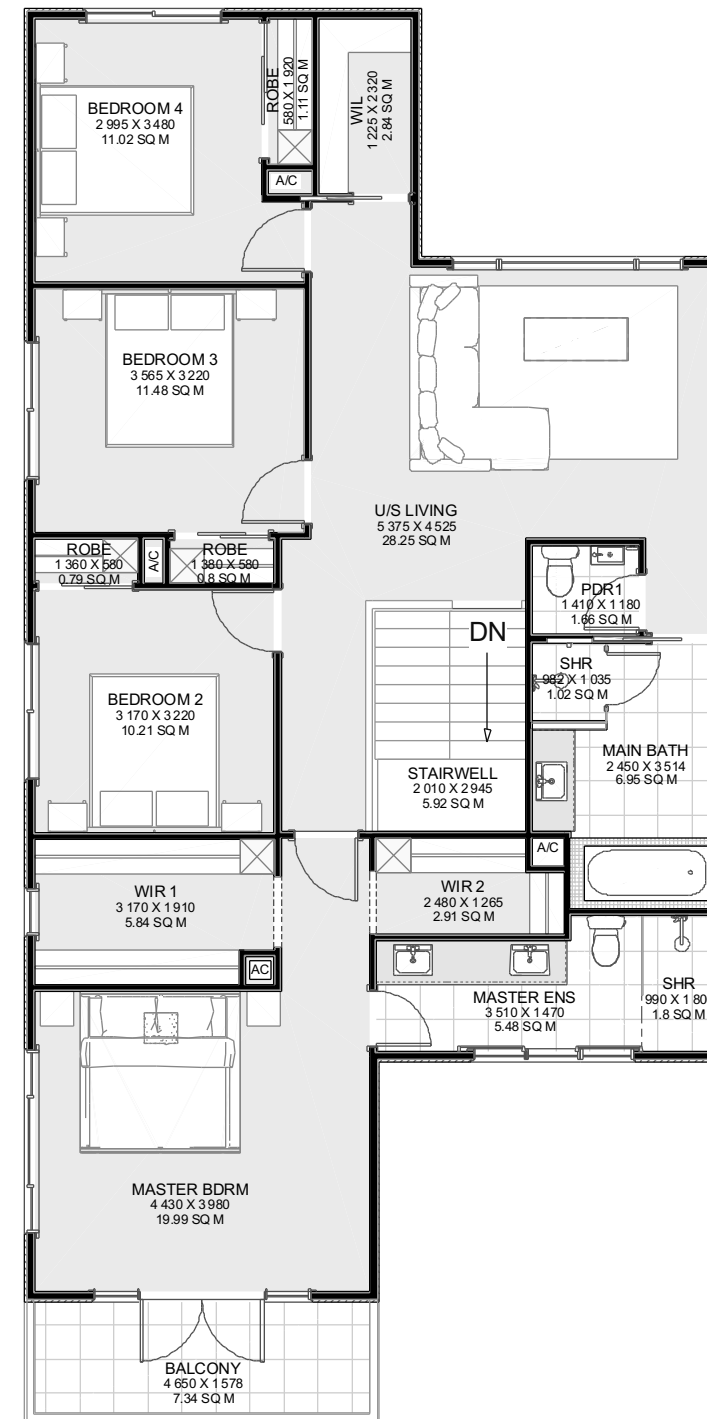 BEDROOM 4
2 995 X 3 480
11.02 SQ M
ROBE
580 X 1 920
1.11 SQ M
WIL
1 225 X 2 320
2.84 SQ M
A/C
BEDROOM 3
3 565 X 3 220
11.48 SQ M
U/S LIVING
5 375 X 4 525
28.25 SQ M
ROBE
1 360 X 580
0.79 SQ M
A/C
ROBE
1 380 X 580
0.8 SQ M
PDR1
1 410 X 1 180
1.66 SQ M
DN
SHR
982 X 1 035
1.02 SQ M
BEDROOM 2
3 170 X 3 220
10.21 SQ M
MAIN BATH
2 450 X 3 514
6.95 SQ M
STAIRWELL
2 010 X 2 945
5.92 SQ M
A/C
WIR 1
3 170 X 1 910
5.84 SQ M
WIR 2
2 480 X 1 265
2.91 SQ M
AC
MASTER ENS
3 510 X 1 470
5.48 SQ M
SHR
990 X 1 80
1.8 SQ M
MASTER BDRM
4 430 X 3 980
19.99 SQ M
BALCONY
4 650 X 1 578
7.34 SQ M